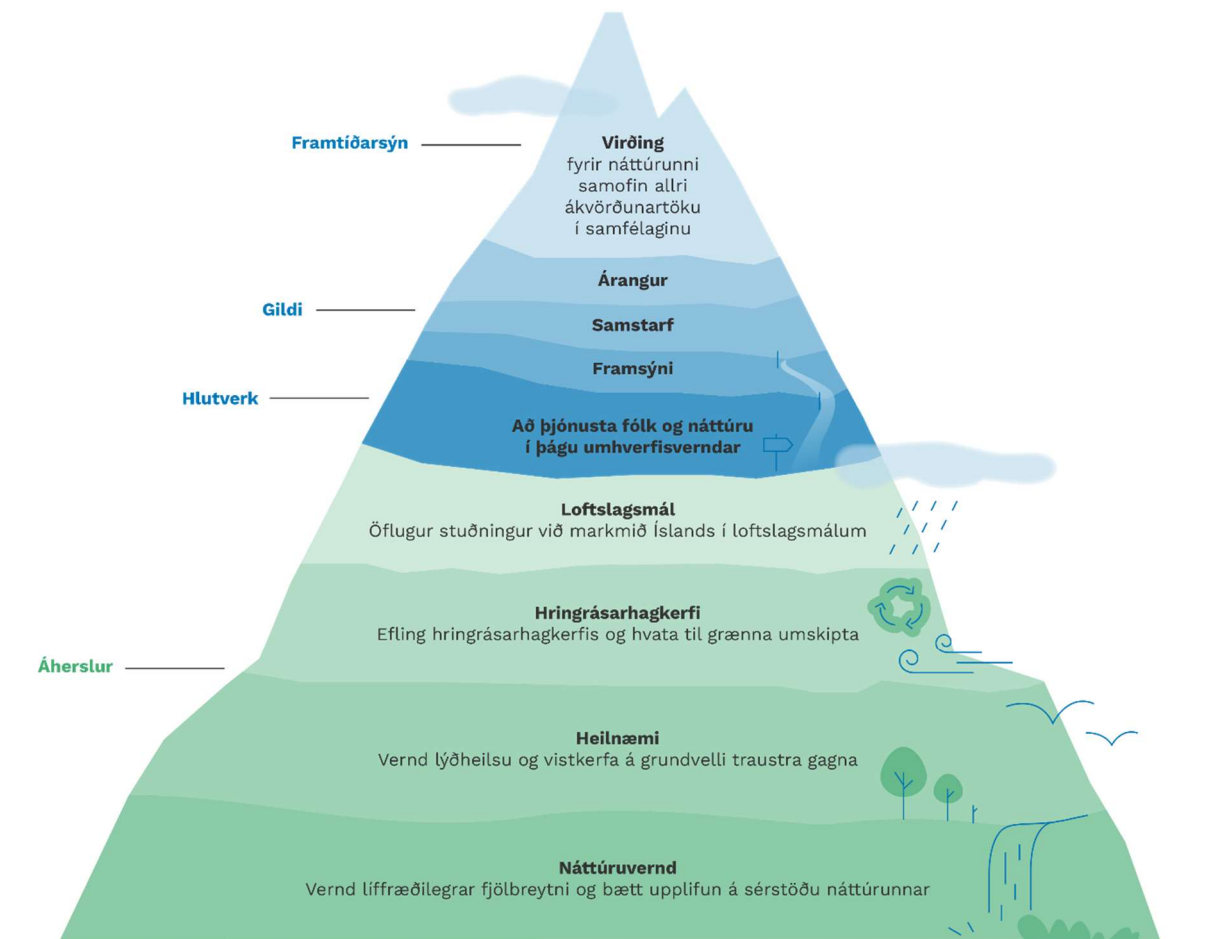 Framtíðarsýn
Virðing
fyrir náttúrunni
samofin allri
ákvörðunartöku
í samfélaginu
Árangur
Gildi
Samstarf
Framsýni
Hlutverk
Að þjónusta fólk og náttúru
í þágu umhverfisverndar
Loftslagsmál
Öflugur stuðningur við markmið Íslands í loftslagsmálum
Hringrásarhagkerfi
Efling hringrásarhagkerfis og hvata til grænna umskipta
Áherslur
Heilnæmi
Vernd lýðheilsu og vistkerfa á grundvelli traustra gagna
Náttúruvernd
Vernd líffræðilegrar fjölbreytni og bætt upplifun á sérstöðu náttúrunnar